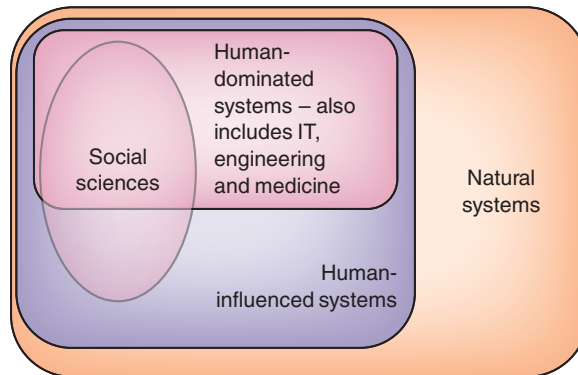 Human-
dominated
systems – also
includes IT,
engineering
and medicine
Social
sciences
Natural
systems
Human-
influenced systems